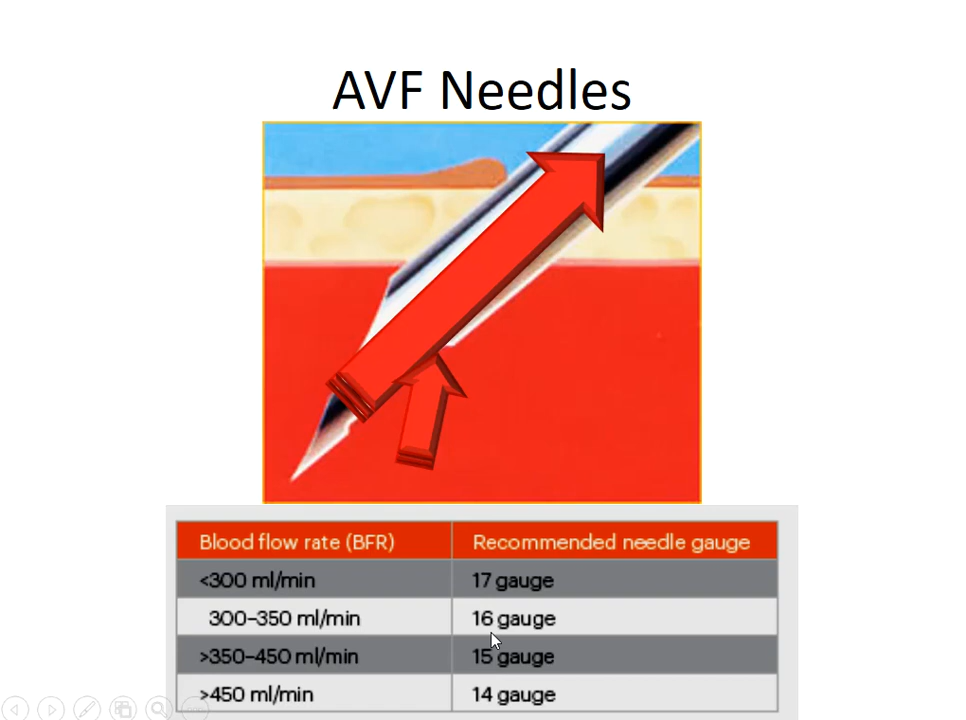 AVF Needles
Blood flow rate (BFR) Recommended needle gauge
<300 ml/min 17 gauge
300–350 ml/min 16 gauge
>350–450 ml/min 15 gauge
>450 ml/min 14 gauge